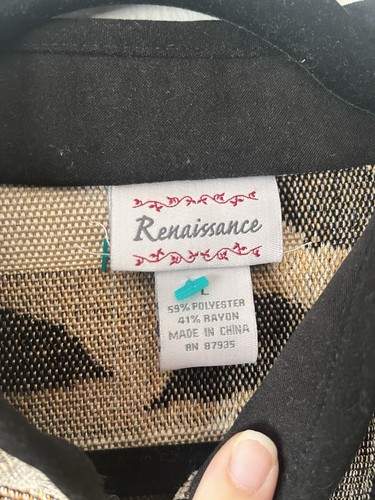 Renaissance
L
59% POLYESTER
41% RAYON
MADE IN CHINA
RN 87935